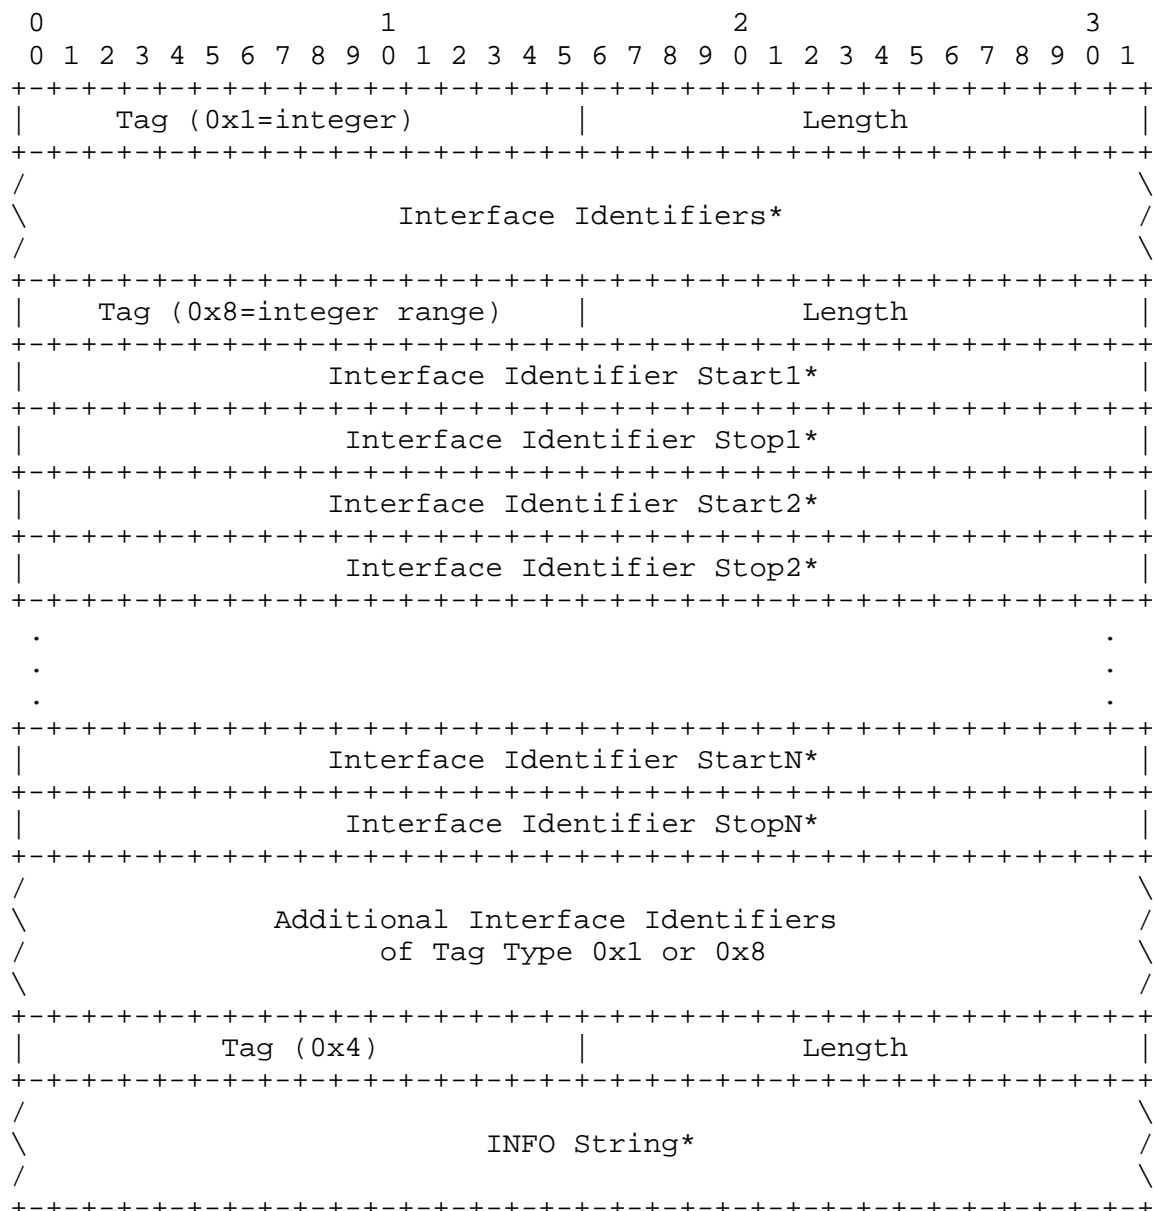 0                   1                   2                   3
 0 1 2 3 4 5 6 7 8 9 0 1 2 3 4 5 6 7 8 9 0 1 2 3 4 5 6 7 8 9 0 1
+-+-+-+-+-+-+-+-+-+-+-+-+-+-+-+-+-+-+-+-+-+-+-+-+-+-+-+-+-+-+-+-+
|     Tag (0x1=integer)         |            Length             |
+-+-+-+-+-+-+-+-+-+-+-+-+-+-+-+-+-+-+-+-+-+-+-+-+-+-+-+-+-+-+-+-+
/                                                               \
\                     Interface Identifiers*                    /
/                                                               \
+-+-+-+-+-+-+-+-+-+-+-+-+-+-+-+-+-+-+-+-+-+-+-+-+-+-+-+-+-+-+-+-+
|    Tag (0x8=integer range)    |            Length             |
+-+-+-+-+-+-+-+-+-+-+-+-+-+-+-+-+-+-+-+-+-+-+-+-+-+-+-+-+-+-+-+-+
|                 Interface Identifier Start1*                  |
+-+-+-+-+-+-+-+-+-+-+-+-+-+-+-+-+-+-+-+-+-+-+-+-+-+-+-+-+-+-+-+-+
|                  Interface Identifier Stop1*                  |
+-+-+-+-+-+-+-+-+-+-+-+-+-+-+-+-+-+-+-+-+-+-+-+-+-+-+-+-+-+-+-+-+
|                 Interface Identifier Start2*                  |
+-+-+-+-+-+-+-+-+-+-+-+-+-+-+-+-+-+-+-+-+-+-+-+-+-+-+-+-+-+-+-+-+
|                  Interface Identifier Stop2*                  |
+-+-+-+-+-+-+-+-+-+-+-+-+-+-+-+-+-+-+-+-+-+-+-+-+-+-+-+-+-+-+-+-+
 .                                                             .
 .                                                             .
 .                                                             .
+-+-+-+-+-+-+-+-+-+-+-+-+-+-+-+-+-+-+-+-+-+-+-+-+-+-+-+-+-+-+-+-+
|                 Interface Identifier StartN*                  |
+-+-+-+-+-+-+-+-+-+-+-+-+-+-+-+-+-+-+-+-+-+-+-+-+-+-+-+-+-+-+-+-+
|                  Interface Identifier StopN*                  |
+-+-+-+-+-+-+-+-+-+-+-+-+-+-+-+-+-+-+-+-+-+-+-+-+-+-+-+-+-+-+-+-+
/                                                               \
\              Additional Interface Identifiers                 /
/                    of Tag Type 0x1 or 0x8                     \
\                                                               /
+-+-+-+-+-+-+-+-+-+-+-+-+-+-+-+-+-+-+-+-+-+-+-+-+-+-+-+-+-+-+-+-+
|           Tag (0x4)           |            Length             |
+-+-+-+-+-+-+-+-+-+-+-+-+-+-+-+-+-+-+-+-+-+-+-+-+-+-+-+-+-+-+-+-+
/                                                               \
\                          INFO String*                         /
/                                                               \
+-+-+-+-+-+-+-+-+-+-+-+-+-+-+-+-+-+-+-+-+-+-+-+-+-+-+-+-+-+-+-+-+